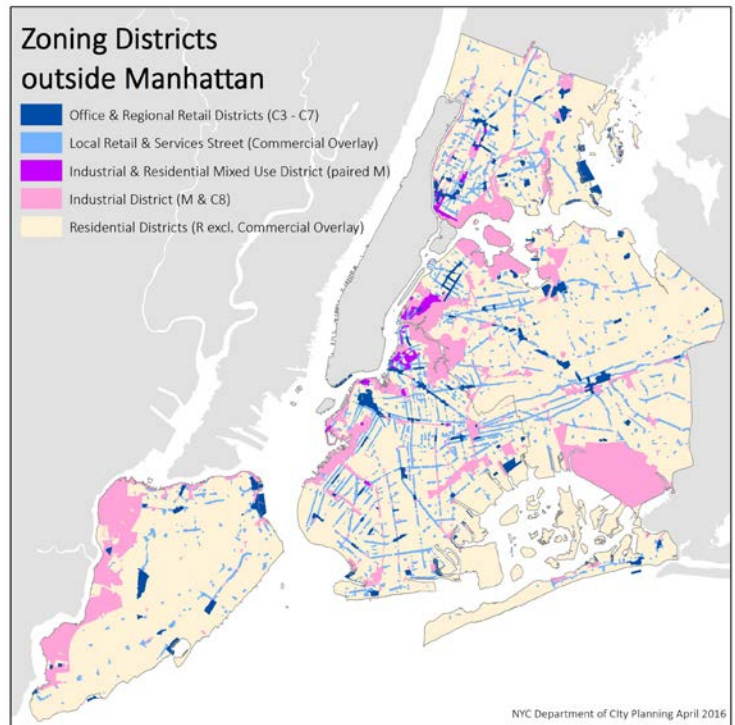 Zoning Districts
outside Manhattan
Office & Regional Retail Districts (C3 - C7)
Local Retail & Services Street (Commercial Overlay)
Industrial & Residential Mixed Use District (paired M)
Industrial District (M & C8)
Residential Districts (R excl. Commercial Overlay)
NYC Department of City Planning April 2016